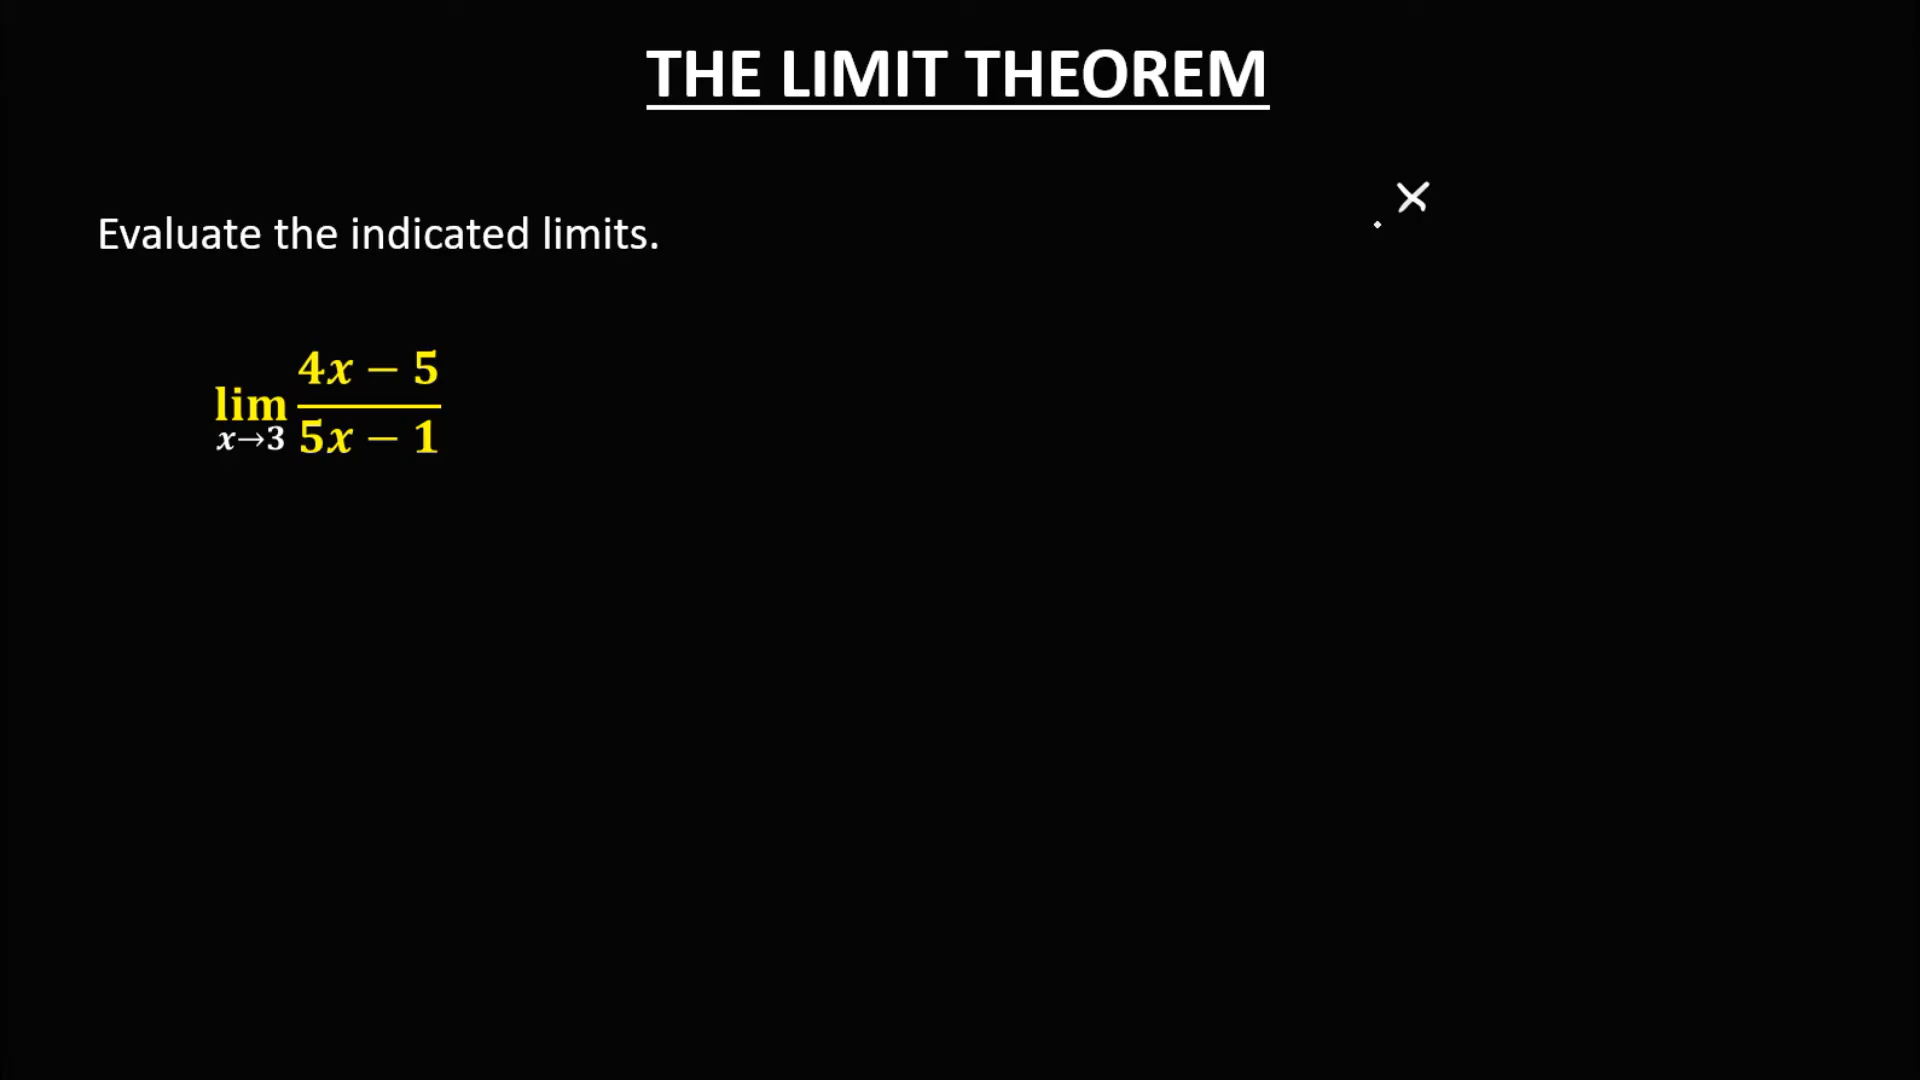 THE LIMIT THEOREM
x
Evaluate the indicated limits.
lim x→3 (4x − 5)/(5x − 1)